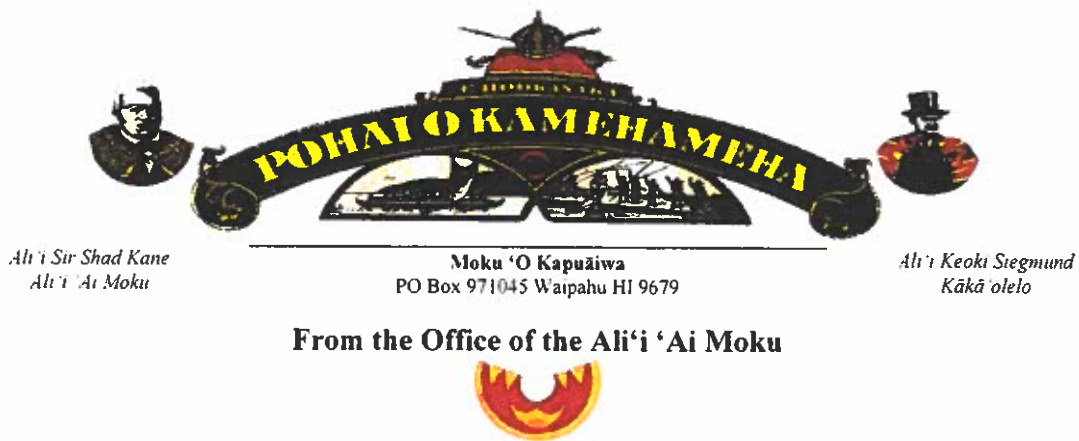 POHAI O KAMEHAMEHA
Ali'i Sir Shad Kane
Ali'i 'Ai Moku
Moku ‘O Kapuāiwa
PO Box 971045 Waipahu HI 9679
Ali'i Keoki Siegmund
Kākā'olelo
From the Office of the Ali‘i ‘Ai Moku